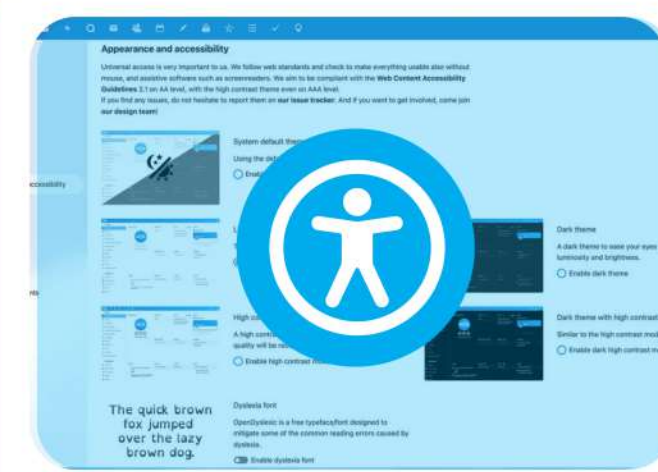 Appearance and accessibility
Universal access is very important to us. We follow web standards and check to make everything usable also without
mouse, and assistive software such as screenreaders. We aim to be compliant with the Web Content Accessibility
Guidelines 2.1 on AA level, with the high contrast theme even on AAA level.
If you find any issues, do not hesitate to report them on our issue tracker. And if you want to get involved, come join
our design team!
accessibility
System default
Using the
Dark theme
A dark theme to ease your eyes
luminosity and brightness.
Enable dark theme
High
A high
quality will be
Enable high contrast
Dark theme with high contrast
Similar to the high contrast
Enable dark high contrast
The quick brown
fox jumped
over the lazy
brown dog.
Dyslexia font
OpenDyslexic is a free typeface/font designed to
mitigate some of the common reading errors caused by
dyslexia.
Enable dyslexia font